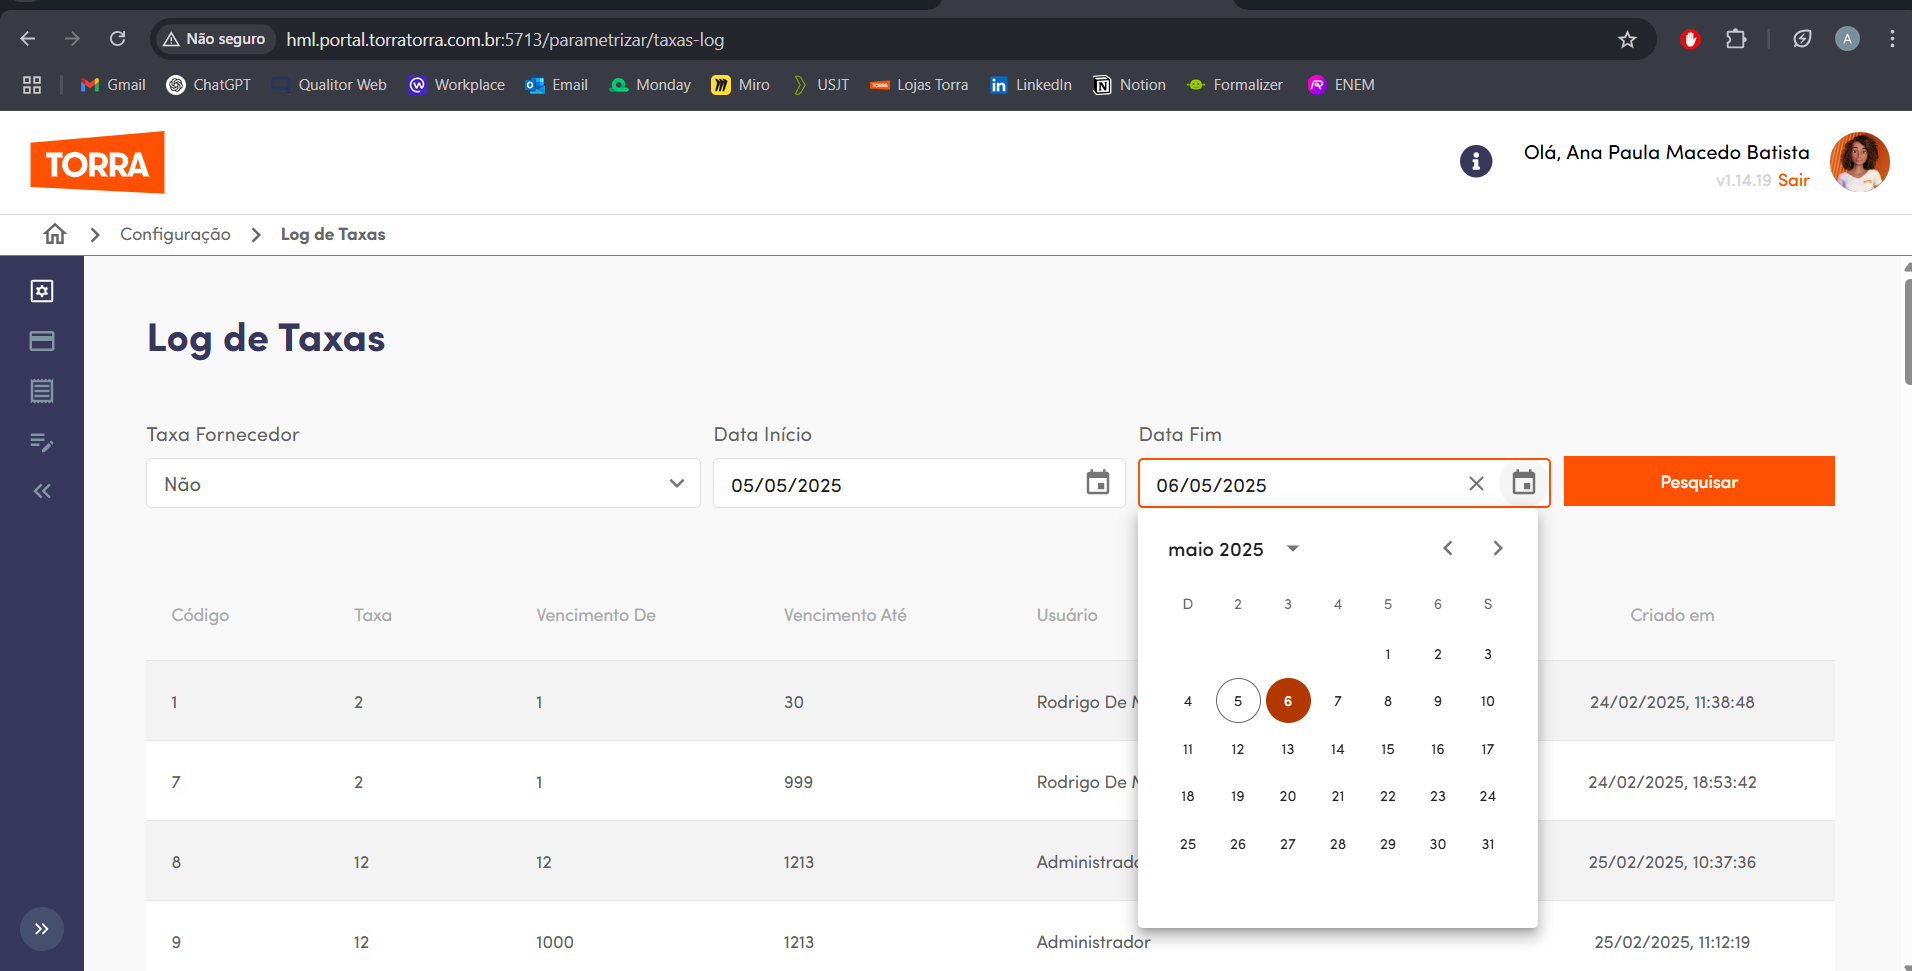 Não seguro hml.portal.torratorra.com.br:5713/parametrizar/taxas-log A
Gmail ChatGPT Qualitor Web Workplace Email Monday Miro USJT Lojas Torra LinkedIn Notion Formalizer ENEM
TORRA
Olá, Ana Paula Macedo Batista
v1.14.19 Sair
Configuração Log de Taxas
Log de Taxas
Taxa Fornecedor Data Início Data Fim
Não 05/05/2025 06/05/2025 Pesquisar
maio 2025
D 2 3 4 5 6 S
1 2 3
4 5 6 7 8 9 10
11 12 13 14 15 16 17
18 19 20 21 22 23 24
25 26 27 28 29 30 31
Código Taxa Vencimento De Vencimento Até Usuário Criado em
1 2 1 30 Rodrigo De 24/02/2025, 11:38:48
7 2 1 999 Rodrigo De 24/02/2025, 18:53:42
8 12 12 1213 Administrado 25/02/2025, 10:37:36
9 12 1000 1213 Administrador 25/02/2025, 11:12:19